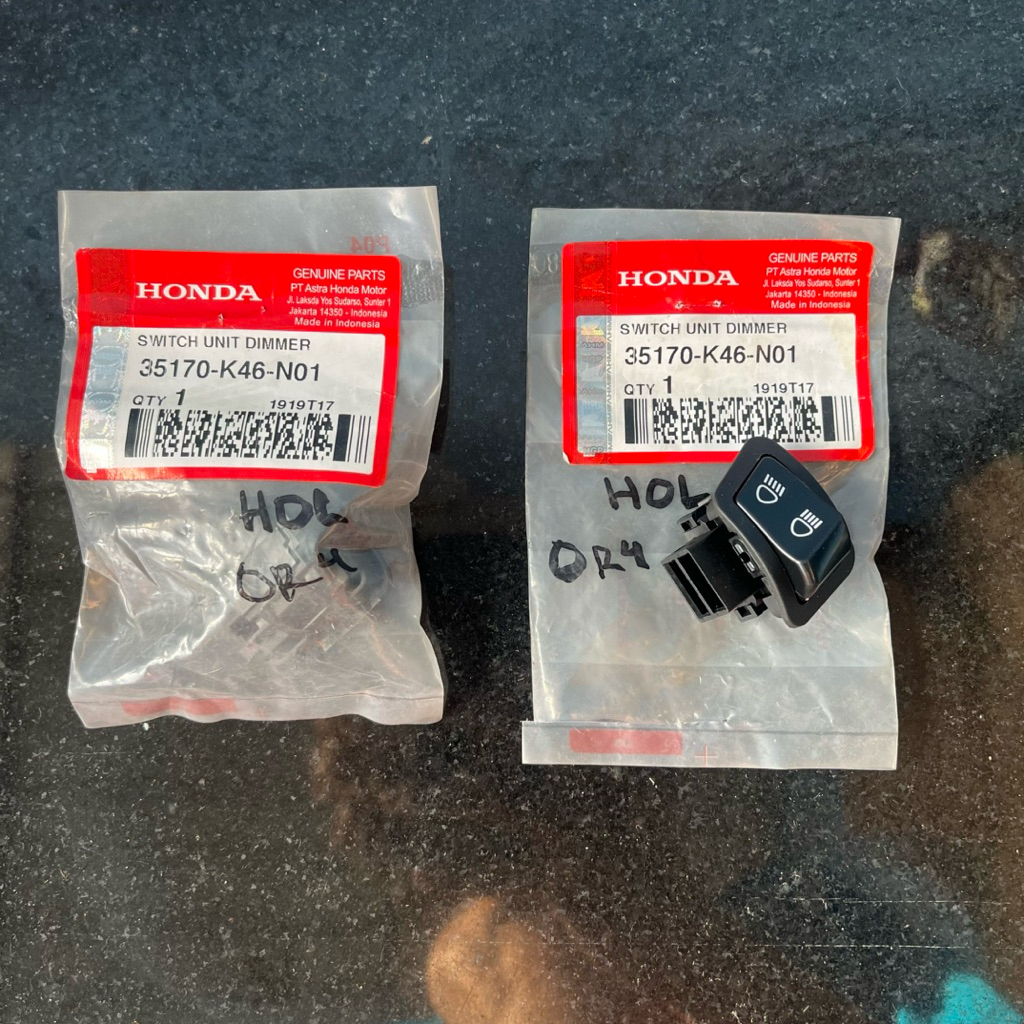 HONDA
GENUINE PARTS
PT Astra Honda Motor
Jl. Laksda Yos Sudarso, Sunter 1
Jakarta 14350 - Indonesia
Made in Indonesia
SWITCH UNIT DIMMER
35170-K46-N01
QTY 1
1919T17
HOL
OR4
HONDA
GENUINE PARTS
PT Astra Honda Motor
Jl. Laksda Yos Sudarso, Sunter 1
Jakarta 14350 - Indonesia
Made in Indonesia
SWITCH UNIT DIMMER
35170-K46-N01
QTY 1
1919T17
HOL
OR4